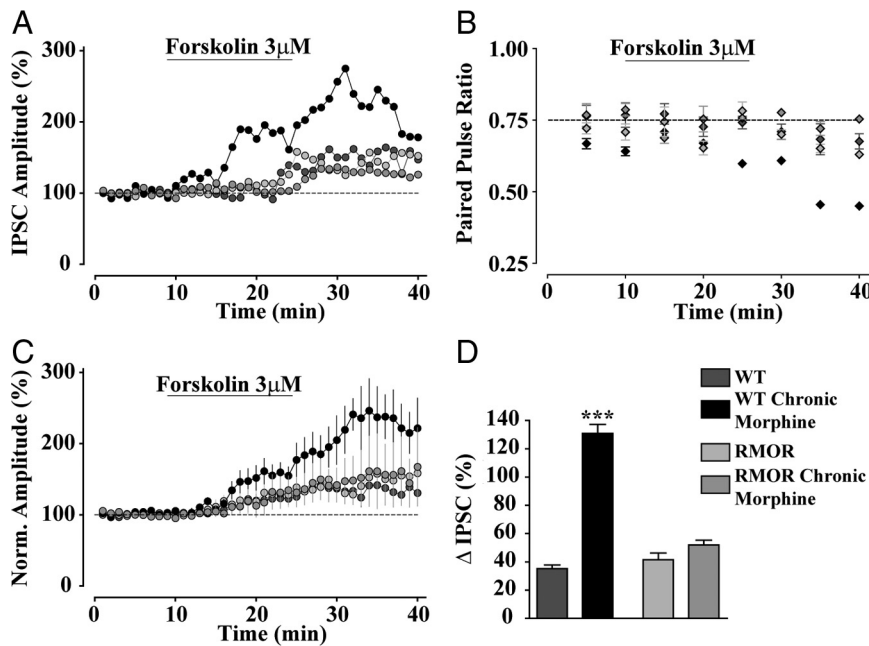 A
Forskolin 3µM
IPSC Amplitude (%)
300
200
100
0
0
10
20
30
40
Time (min)
B
Forskolin 3µM
Paired Pulse Ratio
1.00
0.75
0.50
0.25
0
10
20
30
40
Time (min)
C
Forskolin 3µM
Norm. Amplitude (%)
300
200
100
0
0
10
20
30
40
Time (min)
D
Δ IPSC (%)
140
120
100
80
60
40
20
0
***
WT
WT Chronic
Morphine
RMOR
RMOR Chronic
Morphine